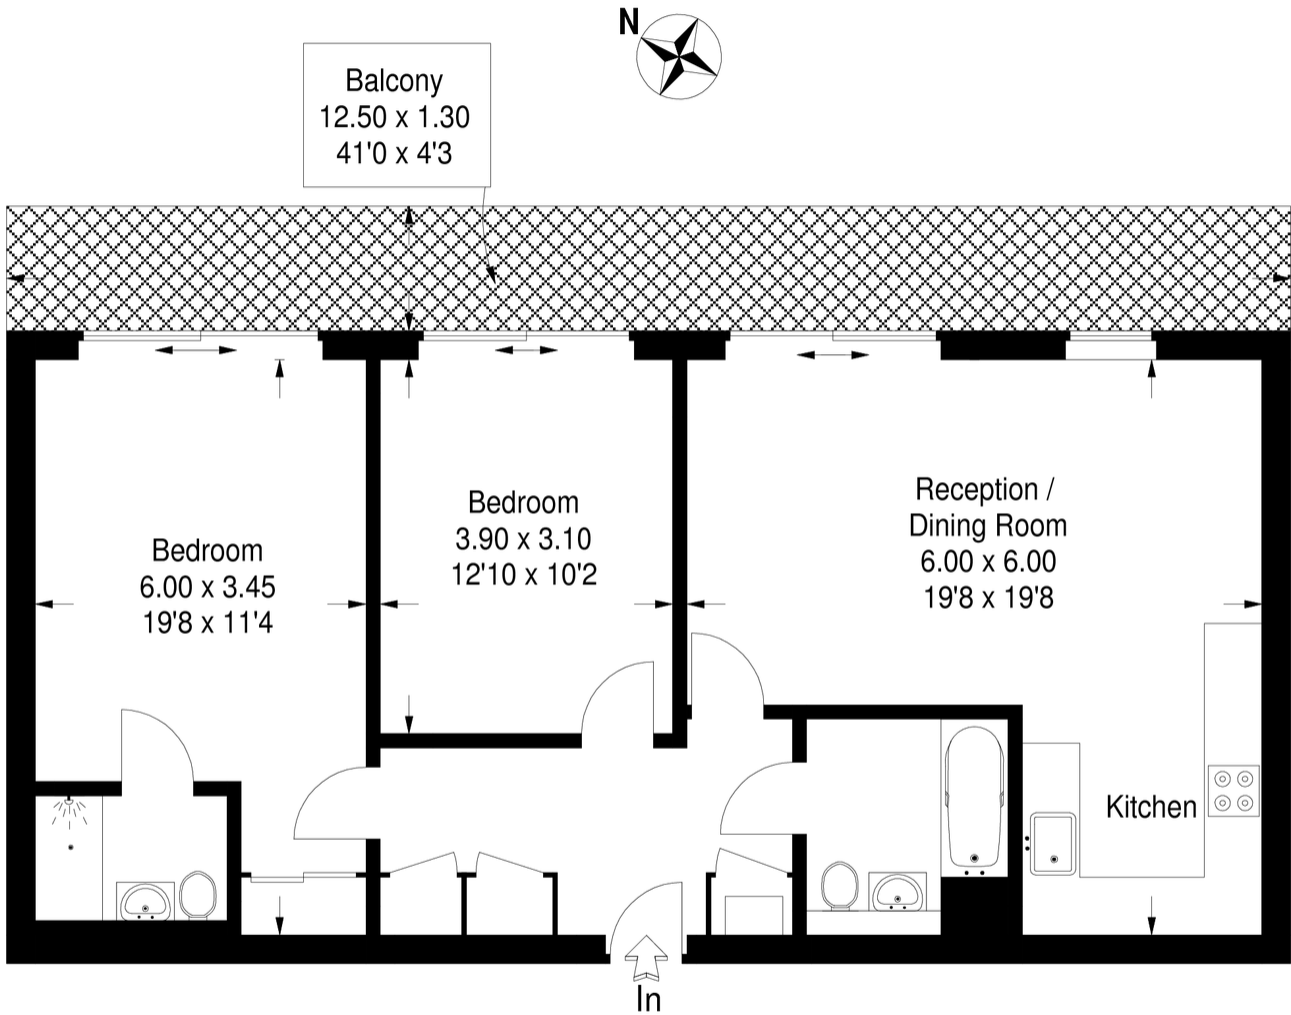 N
Balcony
12.50 x 1.30
41'0 x 4'3
Bedroom
6.00 x 3.45
19'8 x 11'4
Bedroom
3.90 x 3.10
12'10 x 10'2
Reception /
Dining Room
6.00 x 6.00
19'8 x 19'8
Kitchen
In